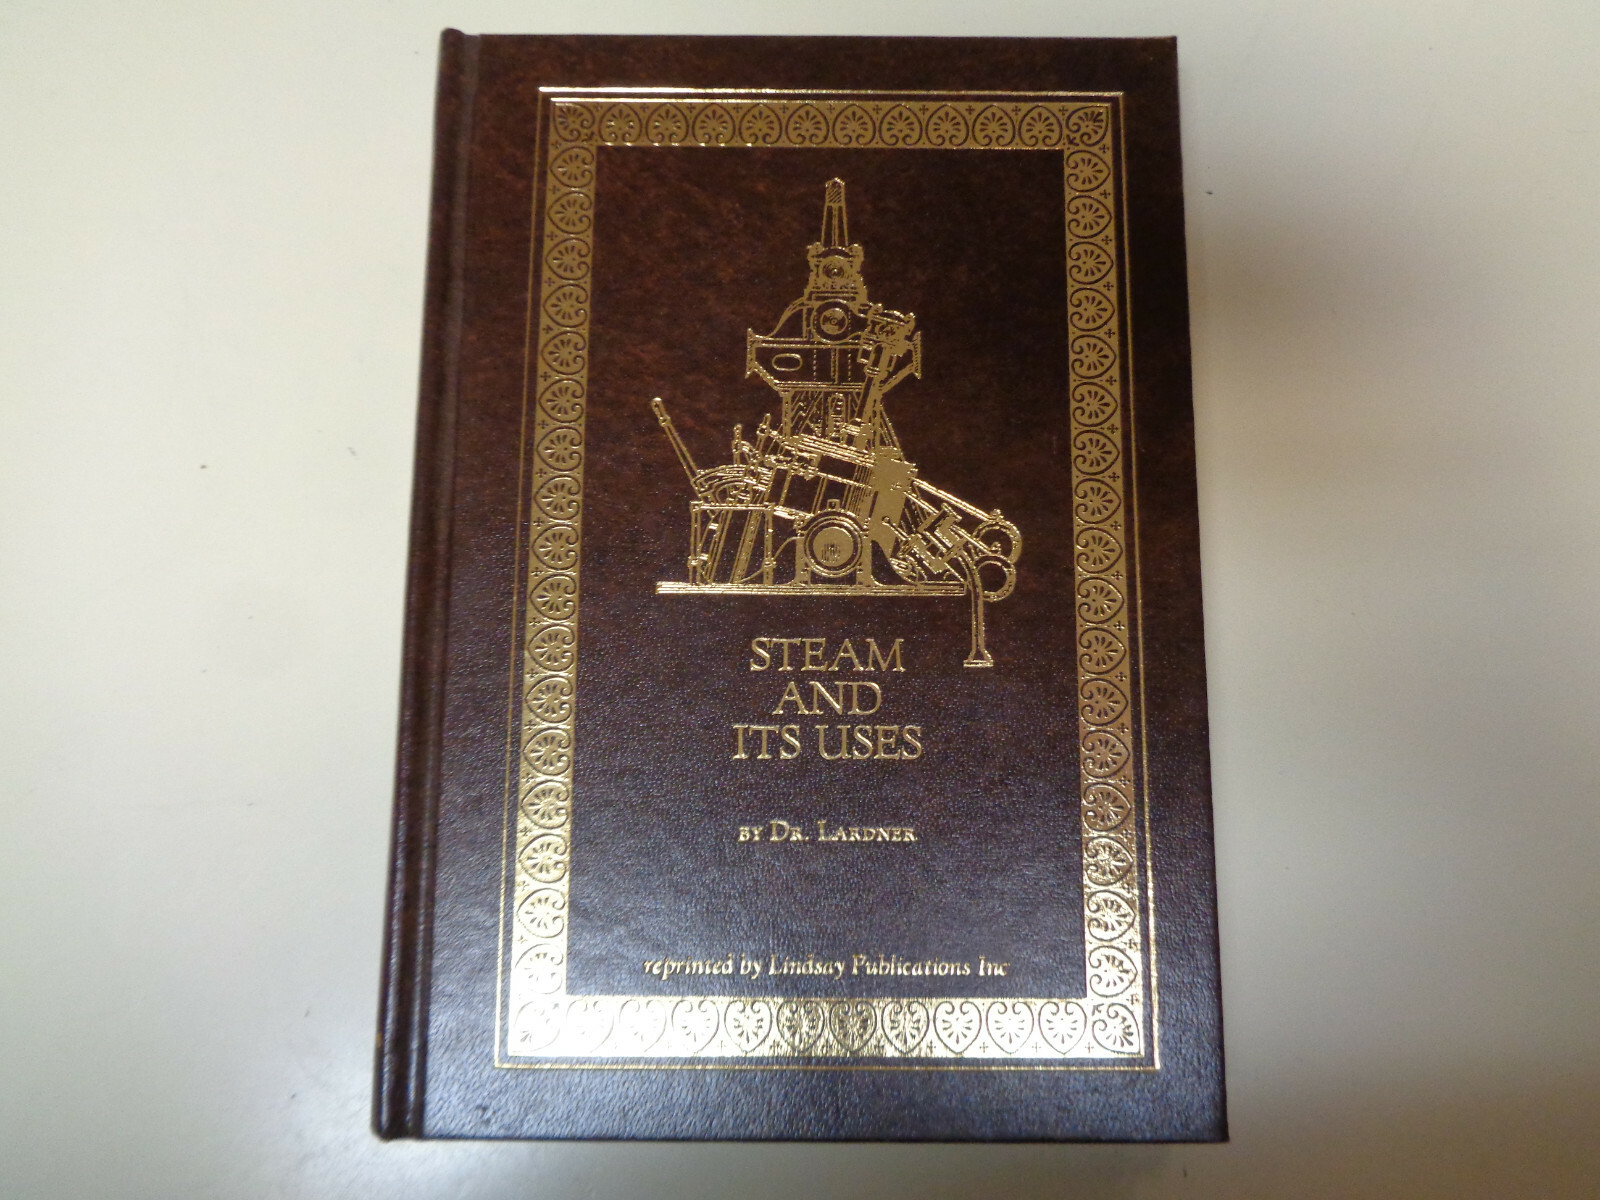 STEAM
AND
ITS USES
BY DR. LARDNER
reprinted by Lindsay Publications Inc